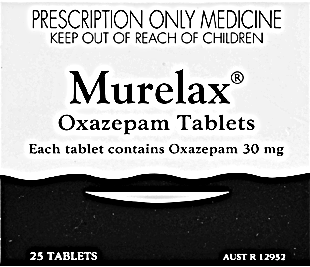 PRESCRIPTION ONLY MEDICINE
KEEP OUT OF REACH OF CHILDREN
Murelax®
Oxazepam Tablets
Each tablet contains Oxazepam 30 mg
25 TABLETS
AUST R 12952